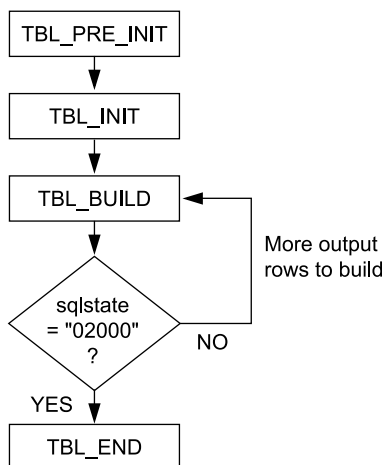 TBL_PRE_INIT
TBL_INIT
TBL_BUILD
More output
rows to build
sqlstate
= "02000"
?
NO
YES
TBL_END